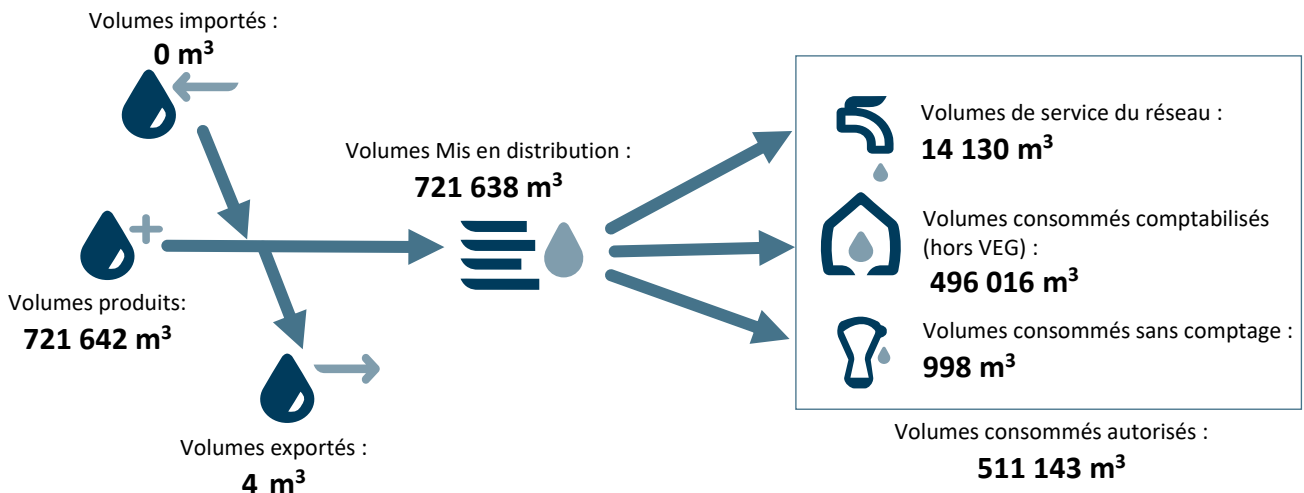 Volumes importés :
0 m³
Volumes Mis en distribution :
721 638 m³
Volumes produits:
721 642 m³
Volumes exportés :
4 m³
Volumes de service du réseau :
14 130 m³
Volumes consommés comptabilisés
(hors VEG) :
496 016 m³
Volumes consommés sans comptage :
998 m³
Volumes consommés autorisés :
511 143 m³